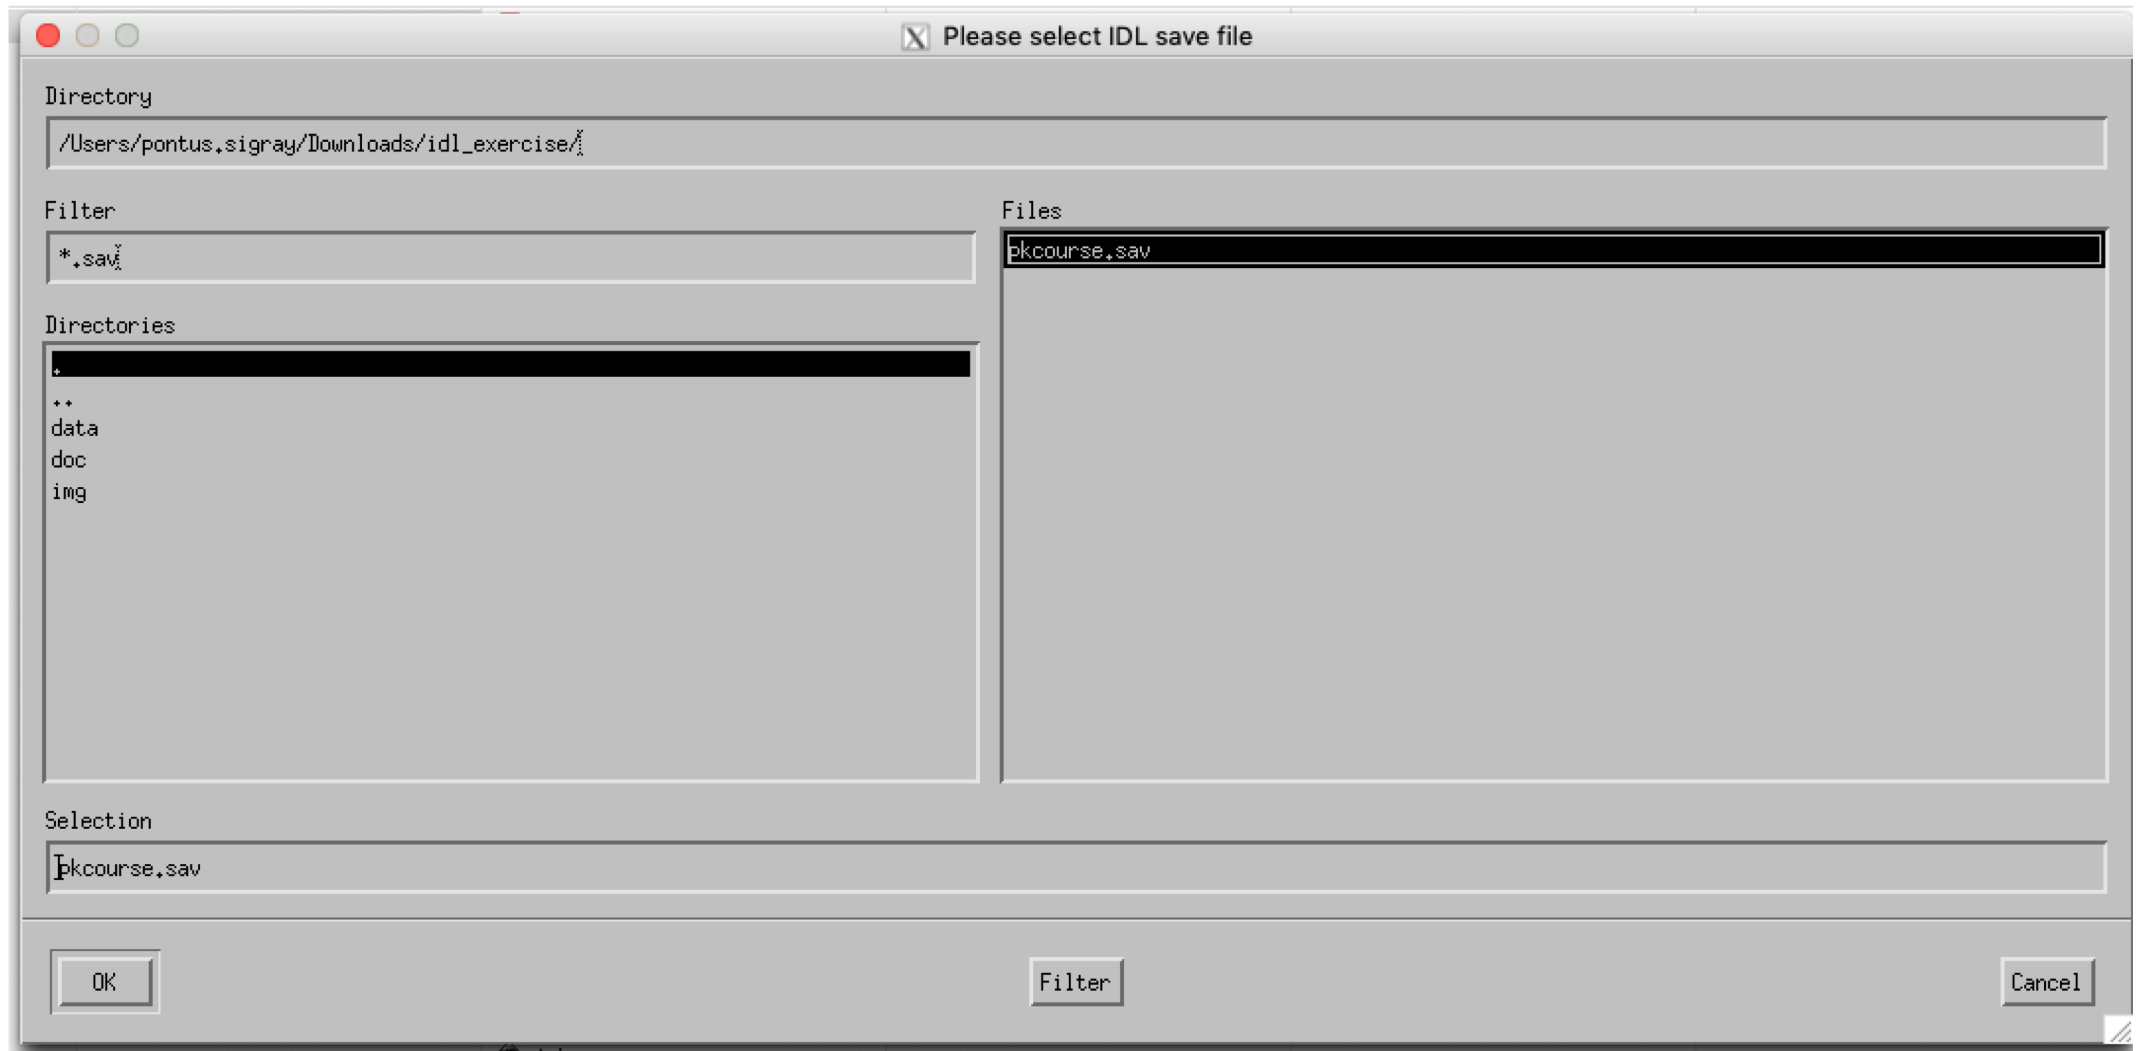 Please select IDL save file
Directory
/Users/pontus.sigray/Downloads/idl_exercise/
Filter
*.sav
Directories
.
..
data
doc
img
Files
pkcourse.sav
Selection
pkcourse.sav
OK
Filter
Cancel